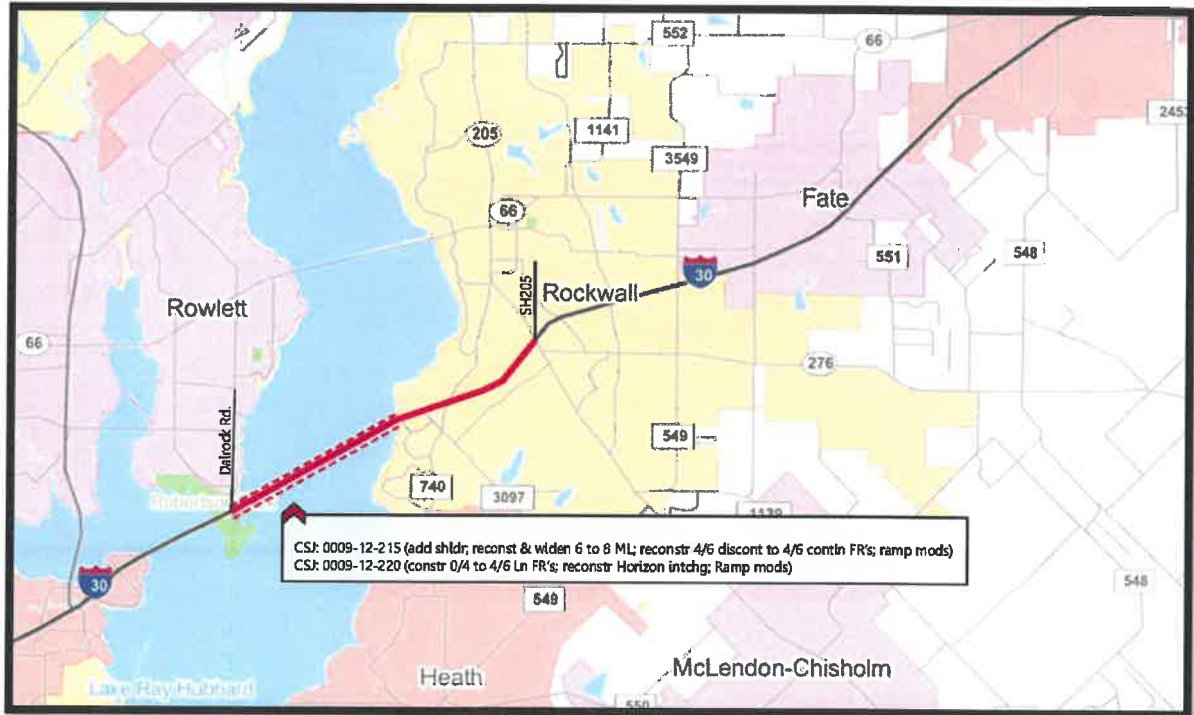 552
66
2453
205
1141
3549
Fate
66
551
548
30
Rowlett
SH205
Rockwall
66
276
Dalrock Rd.
549
740
3097
1139
CSJ: 0009-12-215 (add shldr; reconst & widen 6 to 8 ML; reconstr 4/6 discont to 4/6 contin FR's; ramp mods)
CSJ: 0009-12-220 (constr 0/4 to 4/6 Ln FR's; reconstr Horizon intchg; Ramp mods)
30
548
549
Heath
McLendon-Chisholm
Lake Ray Hubbard
550